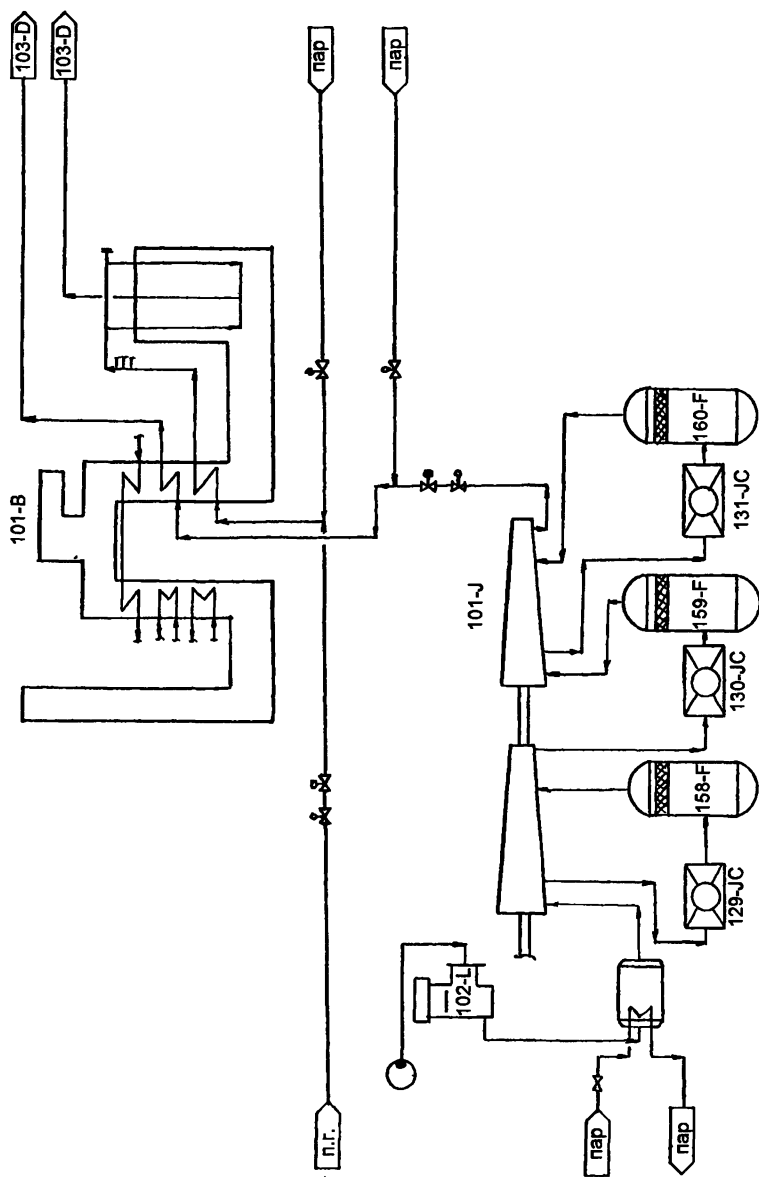 103-D
103-D
пар
пар
101-B
160-F
131-JC
101-J
159-F
130-JC
158-F
129-JC
102-L
п.г.
пар
пар